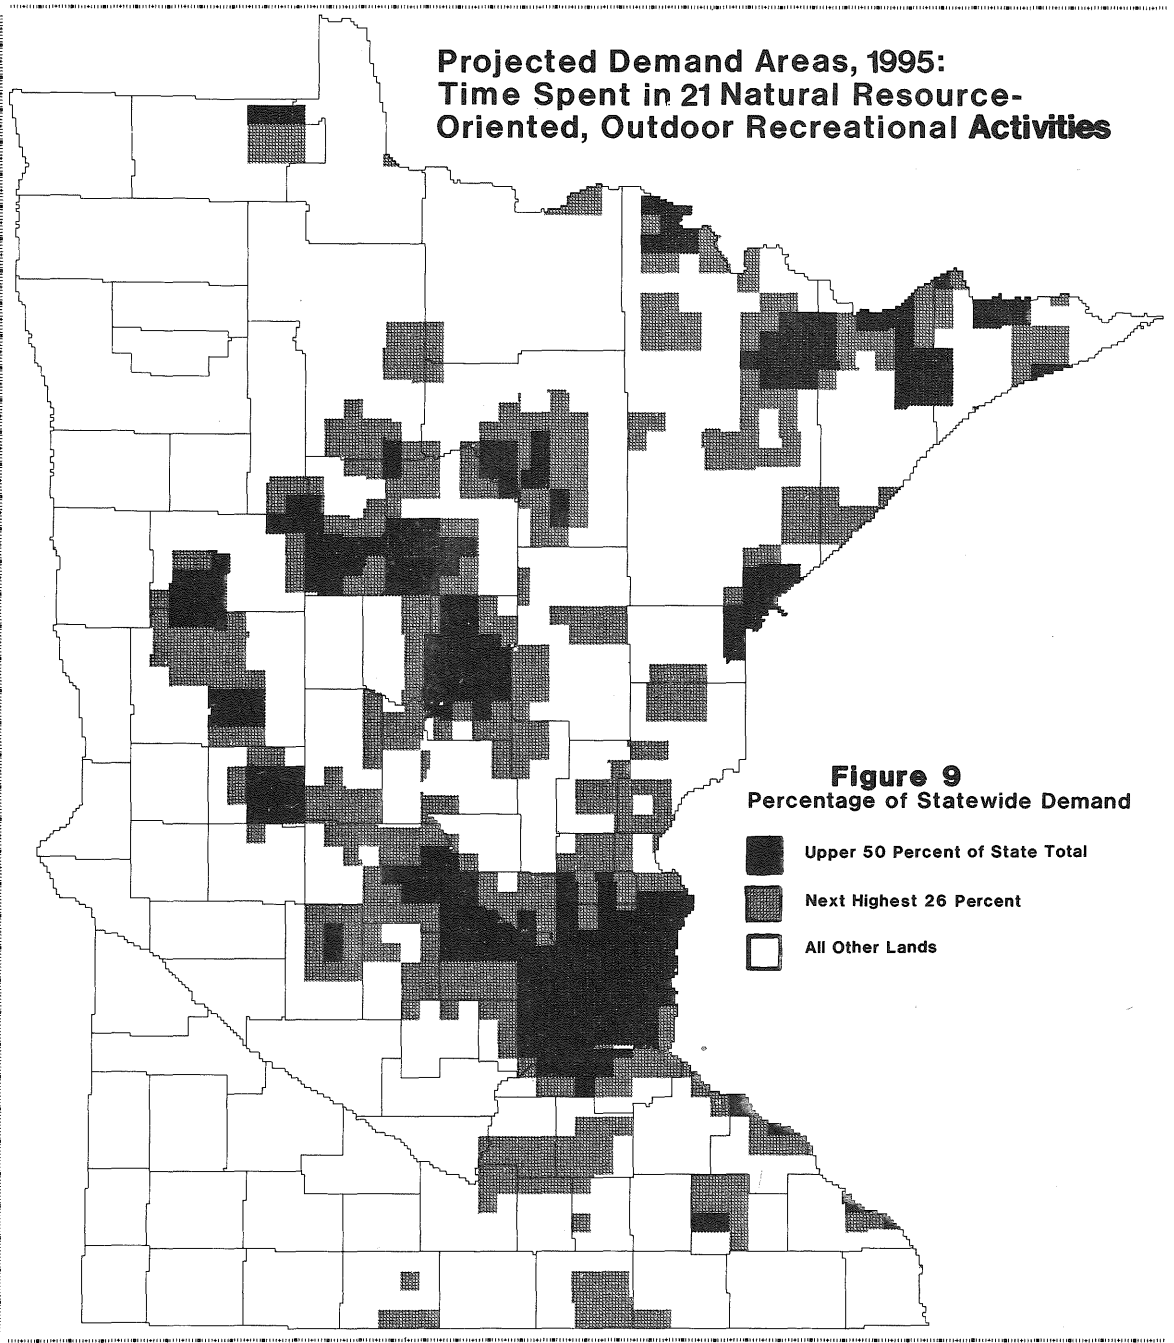 Projected Demand Areas, 1995:
Time Spent in 21 Natural Resource-
Oriented, Outdoor Recreational Activities
Figure 9
Percentage of Statewide Demand
Upper 50 Percent of State Total
Next Highest 26 Percent
All Other Lands